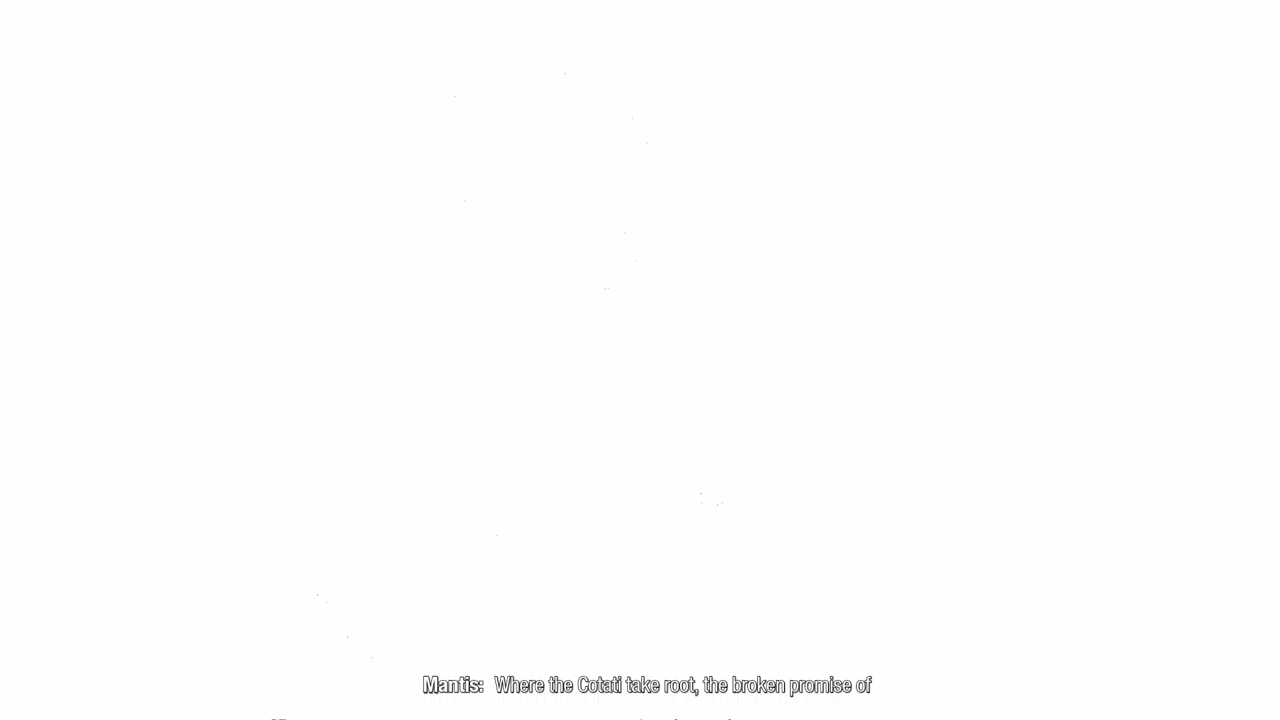 Mantis: Where the Cotati take root, the broken promise of